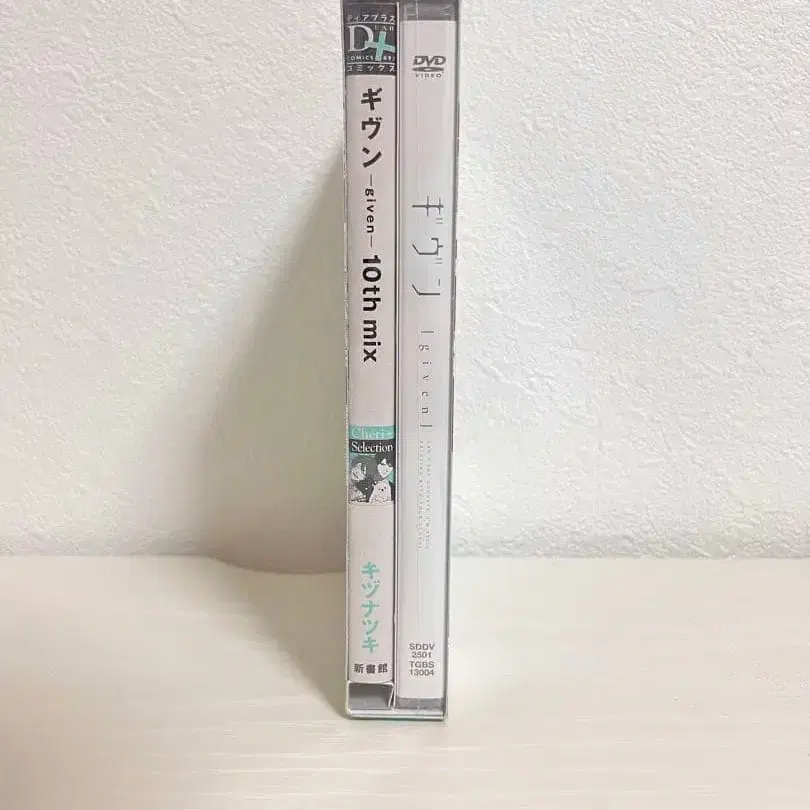 ディアプラス
D+
コミックス
ギヴン
—given—
10th mix
Cheri+
Selection
キヅナツキ
新書館
DVD
VIDEO
ギヴン
[given]
SDDV
2501
TGBS
13004